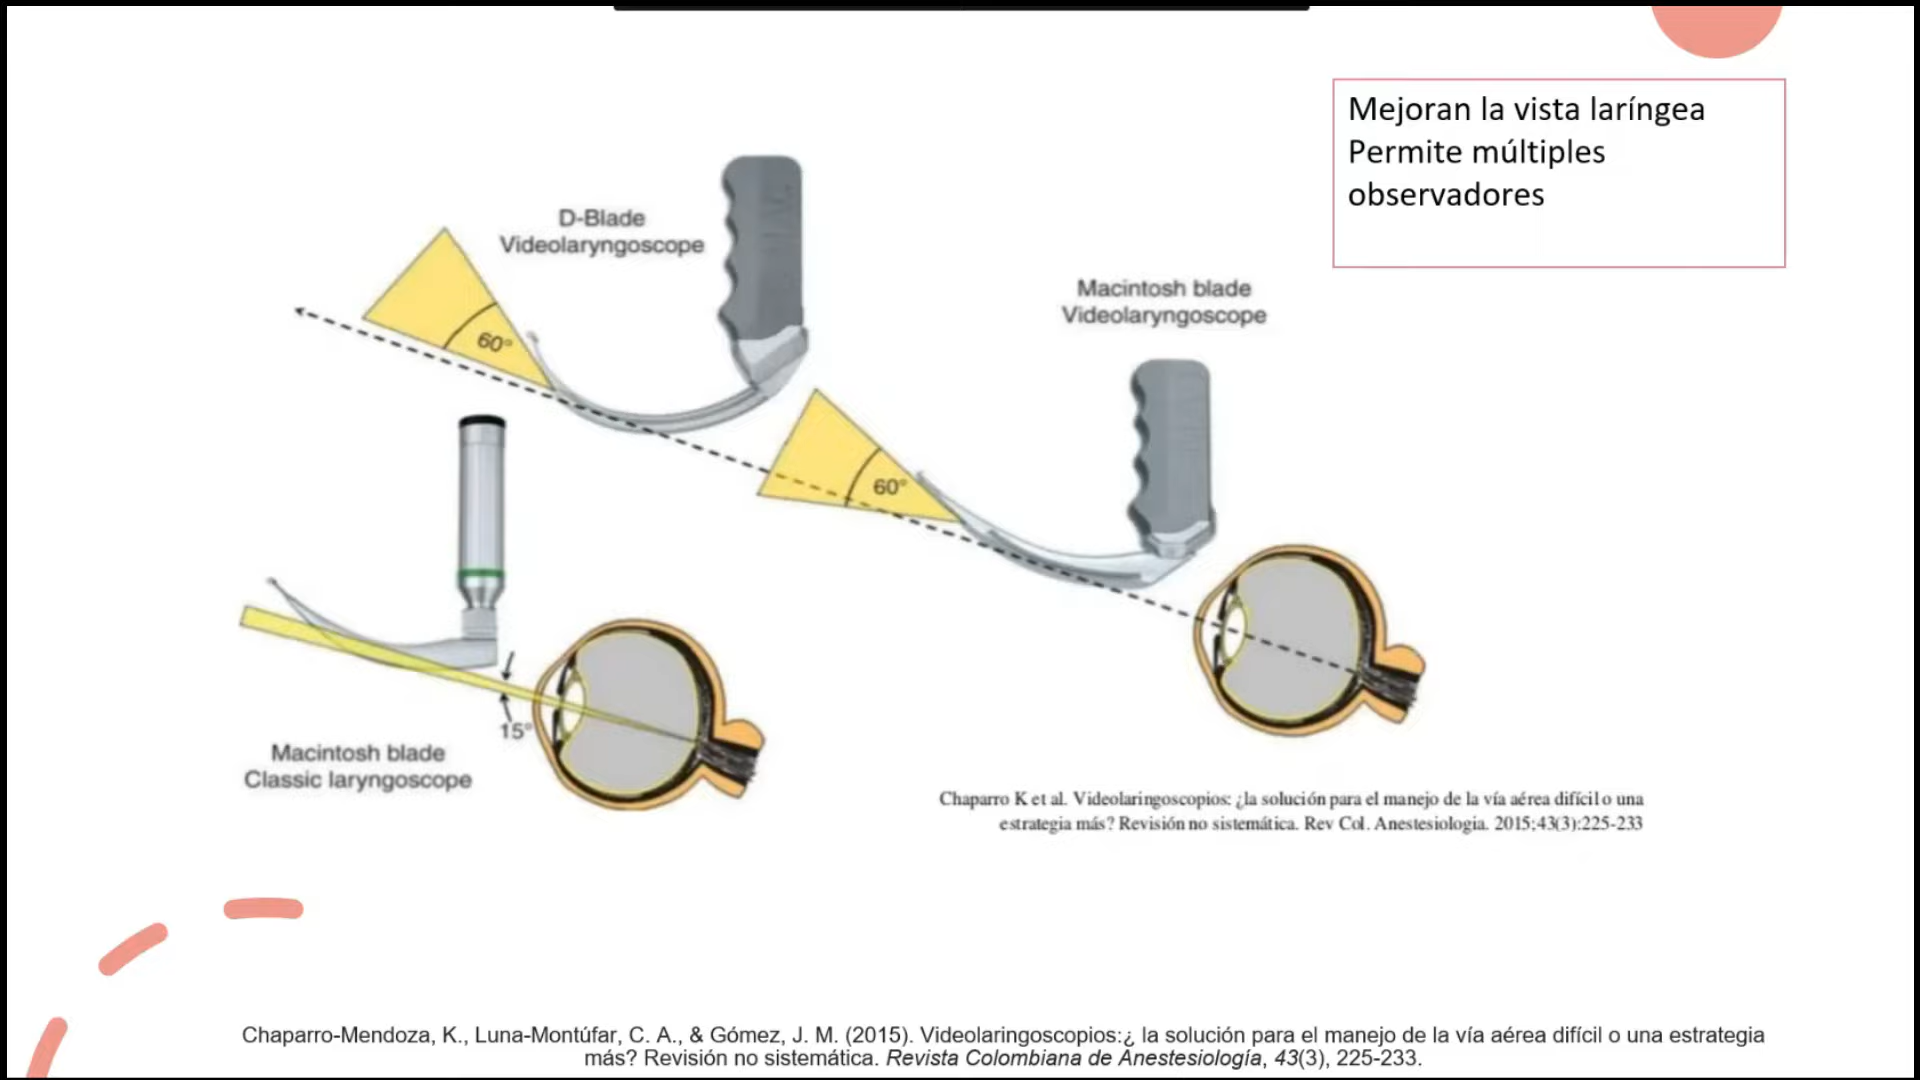 Mejoran la vista laríngea
Permite múltiples
observadores
D-Blade
Videolaryngoscope
60°
Macintosh blade
Videolaryngoscope
60°
15°
Macintosh blade
Classic laryngoscope
Chaparro K et al. Videolaringoscopios: ¿la solución para el manejo de la vía aérea difícil o una
estrategia más? Revisión no sistemática. Rev Col. Anestesiologia. 2015;43(3):225-233
Chaparro-Mendoza, K., Luna-Montúfar, C. A., & Gómez, J. M. (2015). Videolaringoscopios:¿ la solución para el manejo de la vía aérea difícil o una estrategia
más? Revisión no sistemática. Revista Colombiana de Anestesiología, 43(3), 225-233.